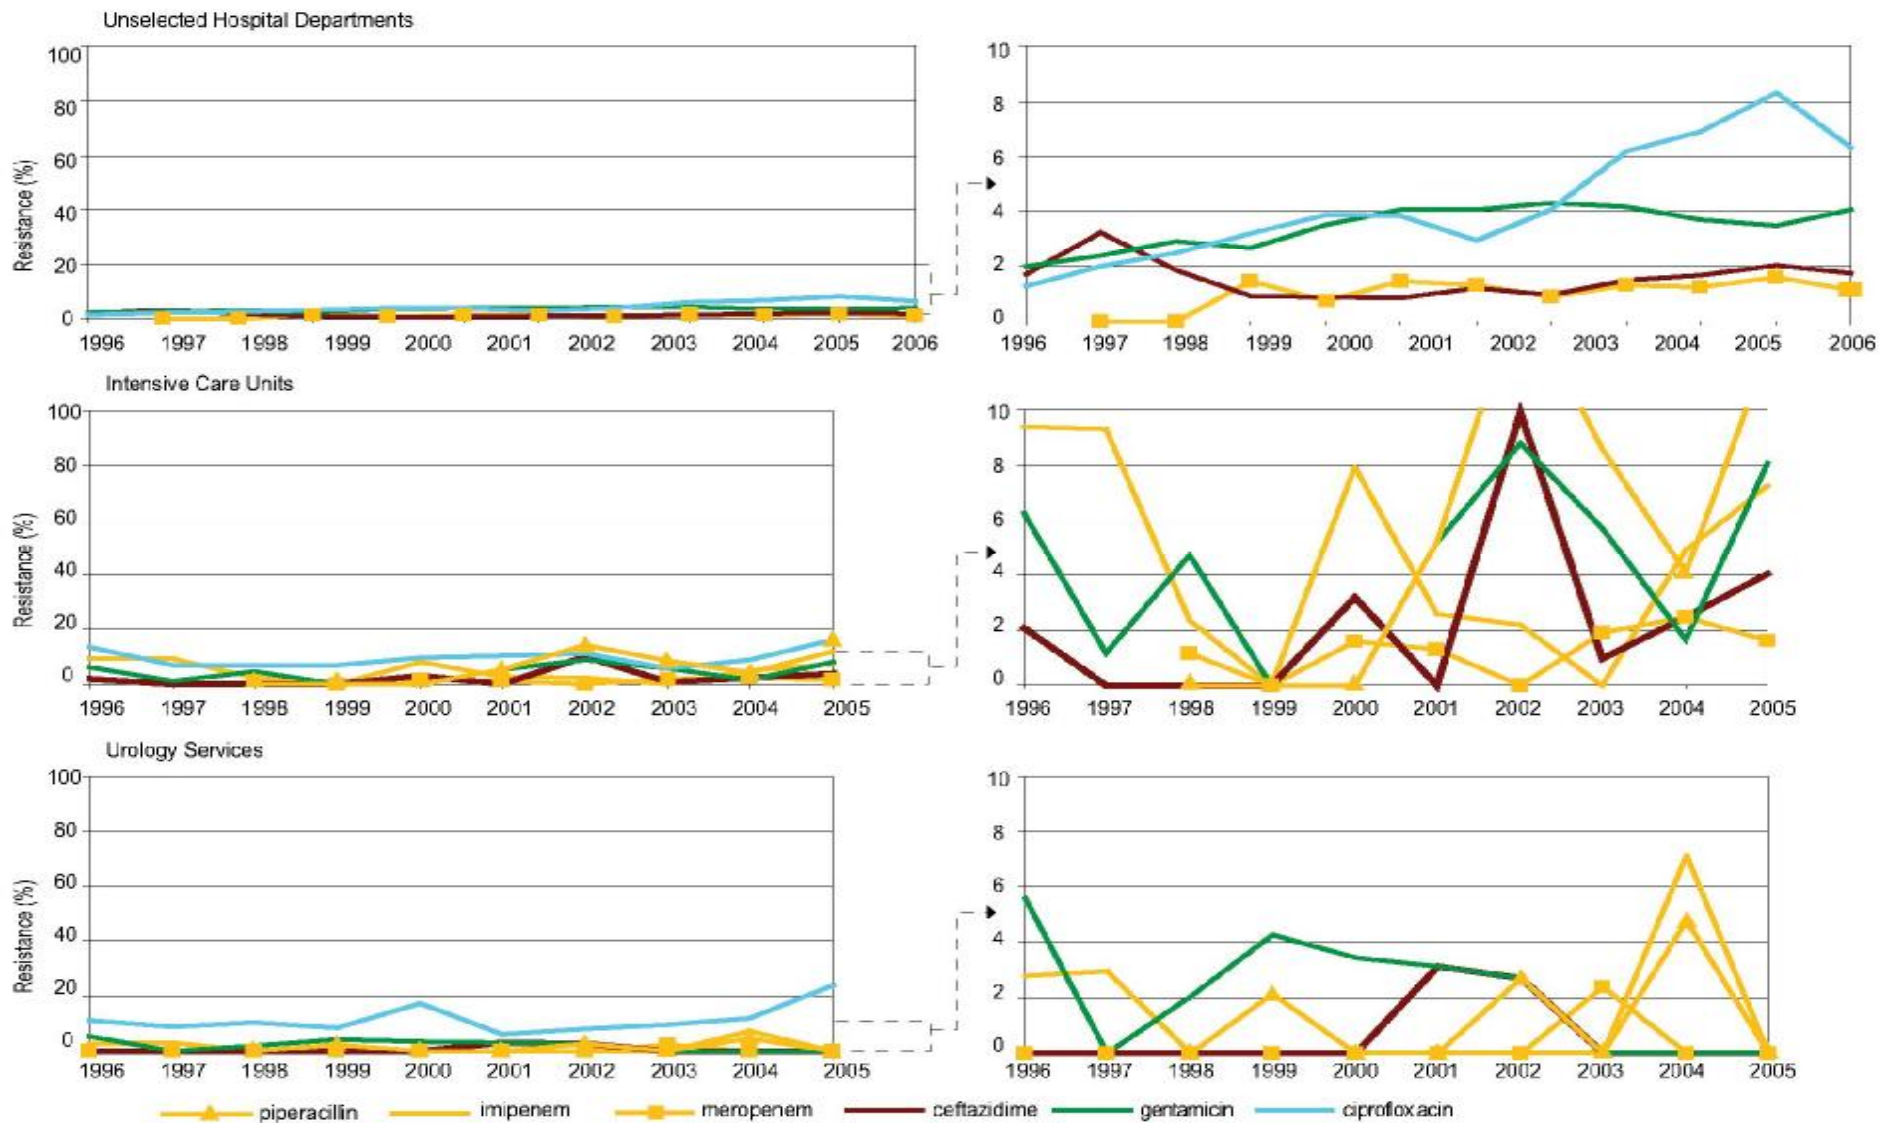 Unselected Hospital Departments
100
80
60
40
20
0
Resistance (%)
1996 1997 1998 1999 2000 2001 2002 2003 2004 2005 2006
10
8
6
4
2
0
1996 1997 1998 1999 2000 2001 2002 2003 2004 2005 2006
Intensive Care Units
100
80
60
40
20
0
Resistance (%)
1996 1997 1998 1999 2000 2001 2002 2003 2004 2005
10
8
6
4
2
0
1996 1997 1998 1999 2000 2001 2002 2003 2004 2005
Urology Services
100
80
60
40
20
0
Resistance (%)
1996 1997 1998 1999 2000 2001 2002 2003 2004 2005
10
8
6
4
2
0
1996 1997 1998 1999 2000 2001 2002 2003 2004 2005
piperacillin imipenem meropenem ceftazidime gentamicin ciprofloxacin